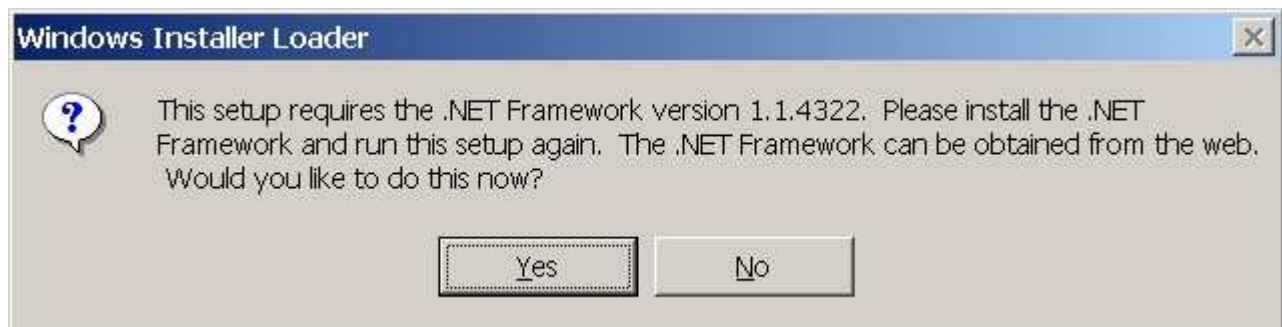 Windows Installer Loader
This setup requires the .NET Framework version 1.1.4322.  Please install the .NET
Framework and run this setup again.  The .NET Framework can be obtained from the web.
Would you like to do this now?
Yes
No